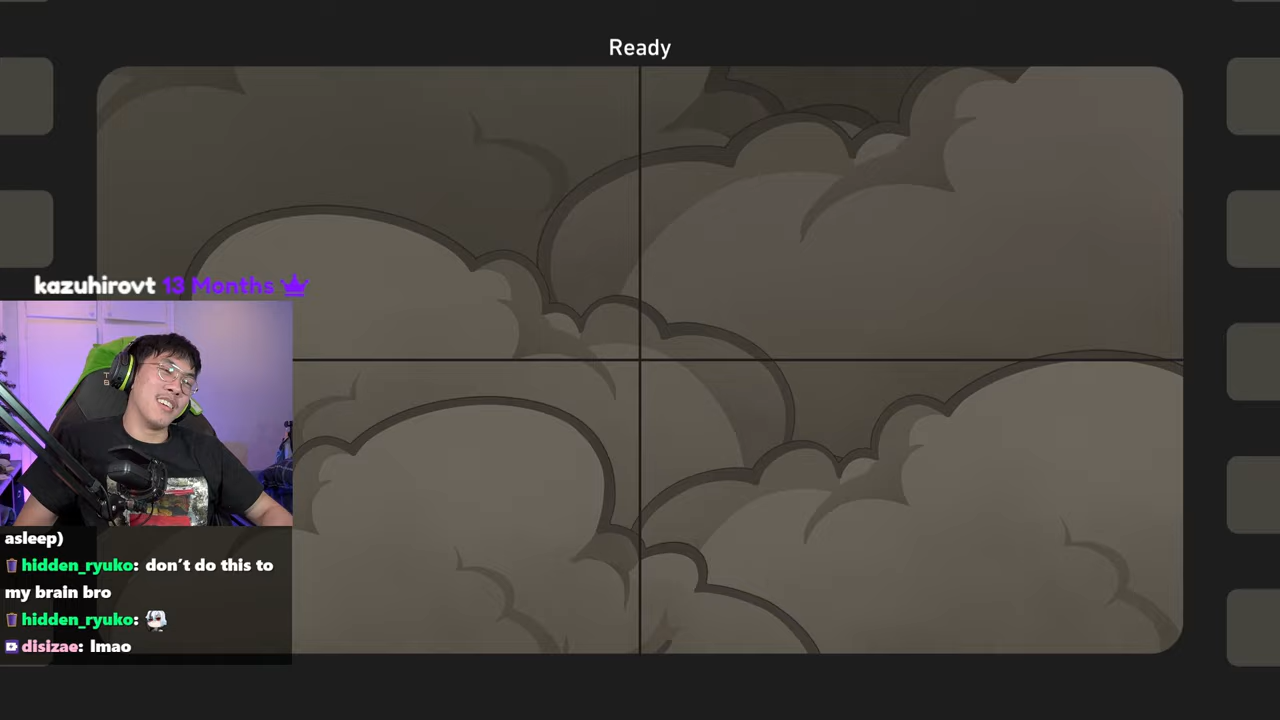 Ready
kazuhirovt 13 Months
asleep)
hidden_ryuko: don't do this to
my brain bro
hidden_ryuko:
disizae: lmao